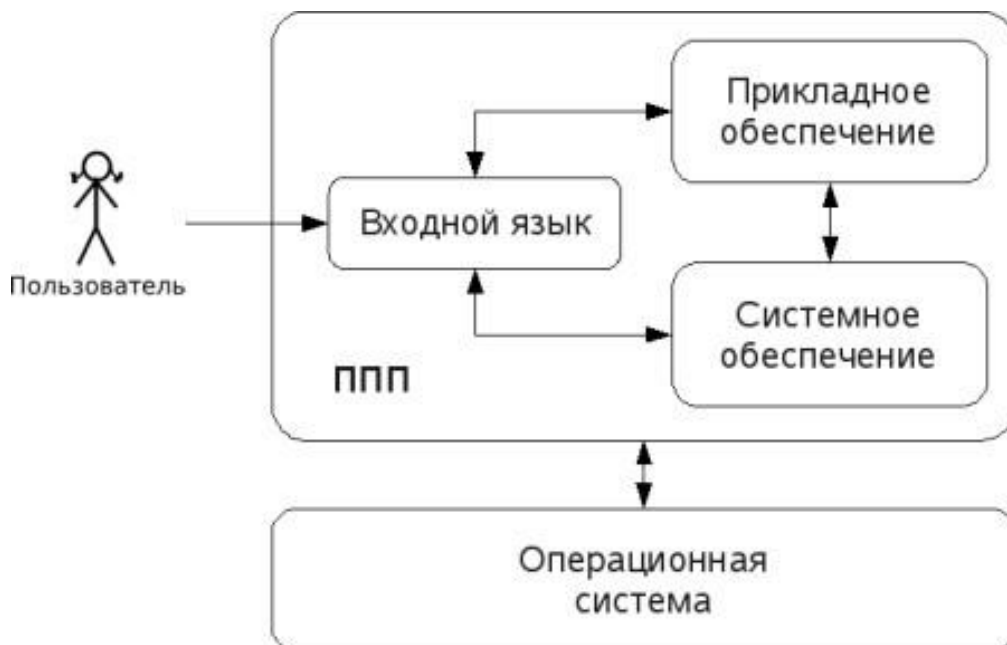 Прикладное
обеспечение
Входной язык
Пользователь
Системное
обеспечение
ППП
Операционная
система